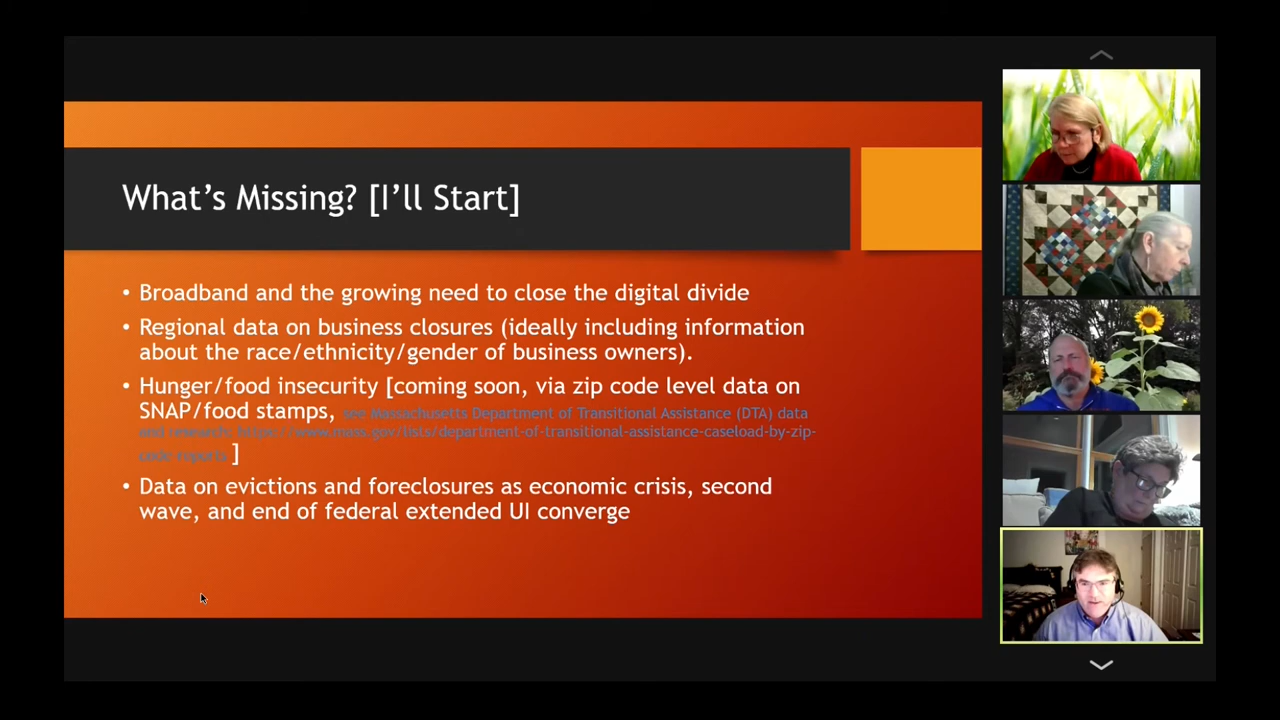 What's Missing? [I'll Start]
• Broadband and the growing need to close the digital divide
• Regional data on business closures (ideally including information
about the race/ethnicity/gender of business owners).
• Hunger/food insecurity [coming soon, via zip code level data on
SNAP/food stamps, see Massachusetts Department of Transitional Assistance (DTA) data
and research: https://www.mass.gov/lists/department-of-transitional-assistance-caseload-by-zip-
code-reports ]
• Data on evictions and foreclosures as economic crisis, second
wave, and end of federal extended UI converge